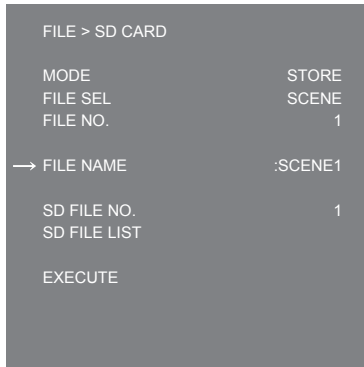 FILE > SD CARD
MODE STORE
FILE SEL SCENE
FILE NO. 1
→ FILE NAME :SCENE1
SD FILE NO. 1
SD FILE LIST
EXECUTE